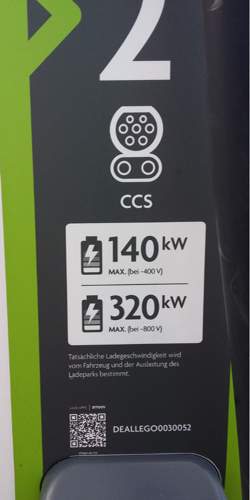 2
CCS
140 kW
MAX. (bei ~400 V)
320 kW
MAX. (bei ~800 V)
Tatsächliche Ladegeschwindigkeit wird
vom Fahrzeug und der Auslastung des
Ladeparks bestimmt.
DEALLEGO0030052